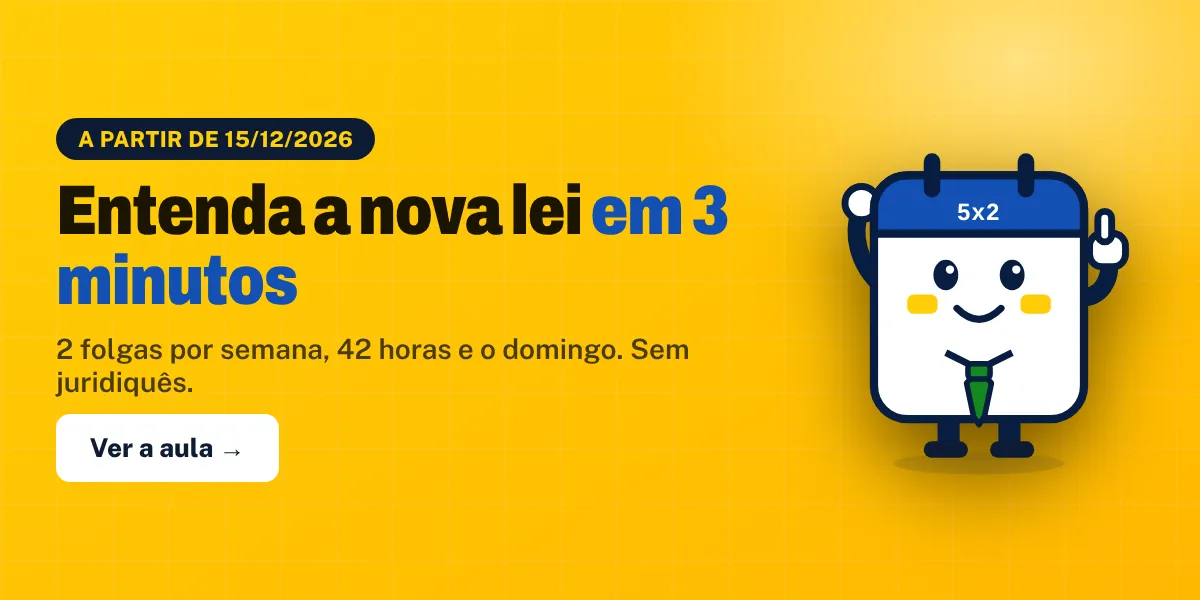 A PARTIR DE 15/12/2026
Entenda a nova lei em 3
minutos
2 folgas por semana, 42 horas e o domingo. Sem
juridiquês.
Ver a aula →
5x2